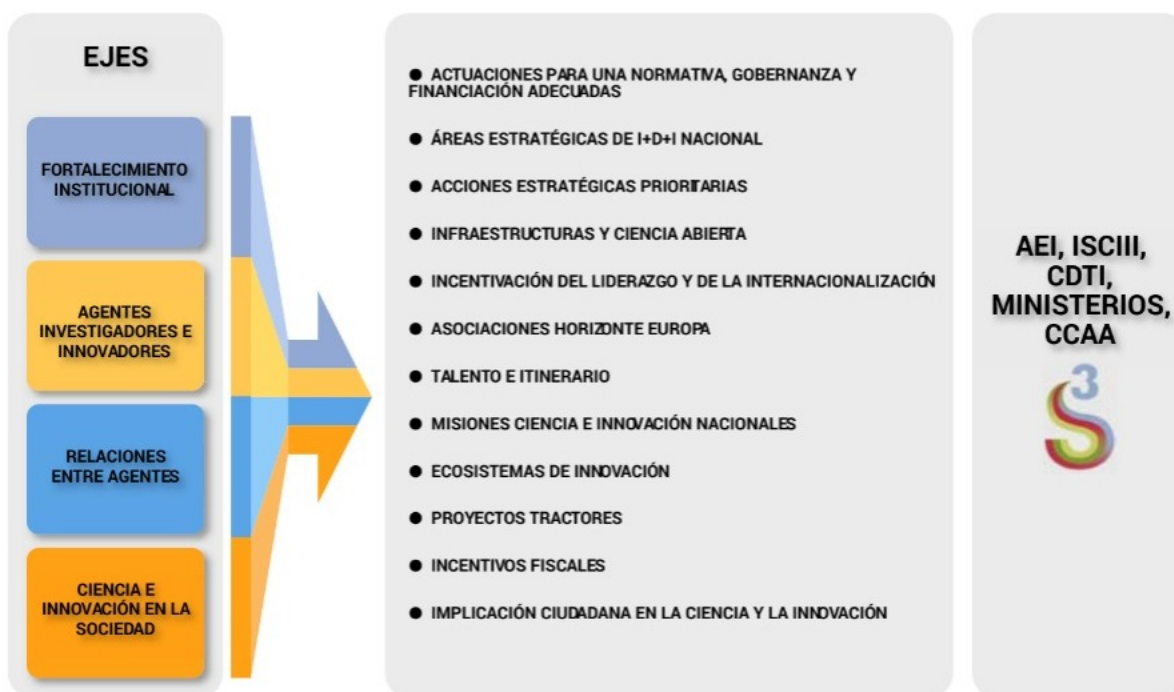 EJES
FORTALECIMIENTO
INSTITUCIONAL
AGENTES
INVESTIGADORES E
INNOVADORES
RELACIONES
ENTRE AGENTES
CIENCIA E
INNOVACIÓN EN LA
SOCIEDAD
● ACTUACIONES PARA UNA NORMATIVA, GOBERNANZA Y
FINANCIACIÓN ADECUADAS
● ÁREAS ESTRATÉGICAS DE I+D+I NACIONAL
● ACCIONES ESTRATÉGICAS PRIORITARIAS
● INFRAESTRUCTURAS Y CIENCIA ABIERTA
● INCENTIVACIÓN DEL LIDERAZGO Y DE LA INTERNACIONALIZACIÓN
● ASOCIACIONES HORIZONTE EUROPA
● TALENTO E ITINERARIO
● MISIONES CIENCIA E INNOVACIÓN NACIONALES
● ECOSISTEMAS DE INNOVACIÓN
● PROYECTOS TRACTORES
● INCENTIVOS FISCALES
● IMPLICACIÓN CIUDADANA EN LA CIENCIA Y LA INNOVACIÓN
AEI, ISCIII,
CDTI,
MINISTERIOS,
CCAA
S3